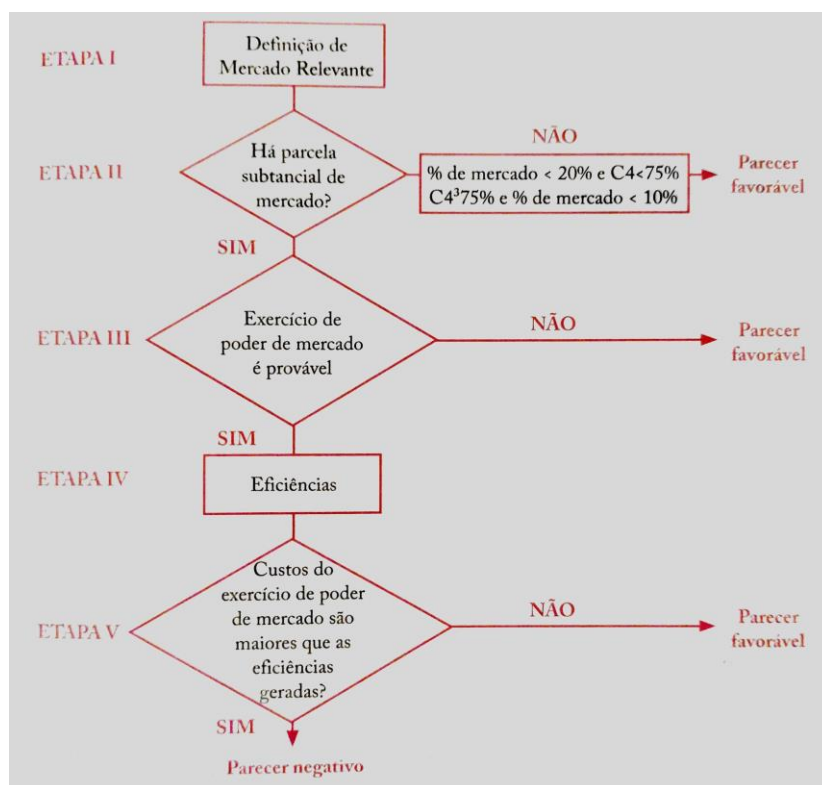 ETAPA I
Definição de
Mercado Relevante
ETAPA II
Há parcela
subtancial de
mercado?
NÃO
% de mercado < 20% e C4<75%
C4³75% e % de mercado < 10%
Parecer
favorável
SIM
ETAPA III
Exercício de
poder de mercado
é provável
NÃO
Parecer
favorável
SIM
ETAPA IV
Eficiências
ETAPA V
Custos do
exercício de poder
de mercado são
maiores que as
eficiências
geradas?
NÃO
Parecer
favorável
SIM
Parecer negativo